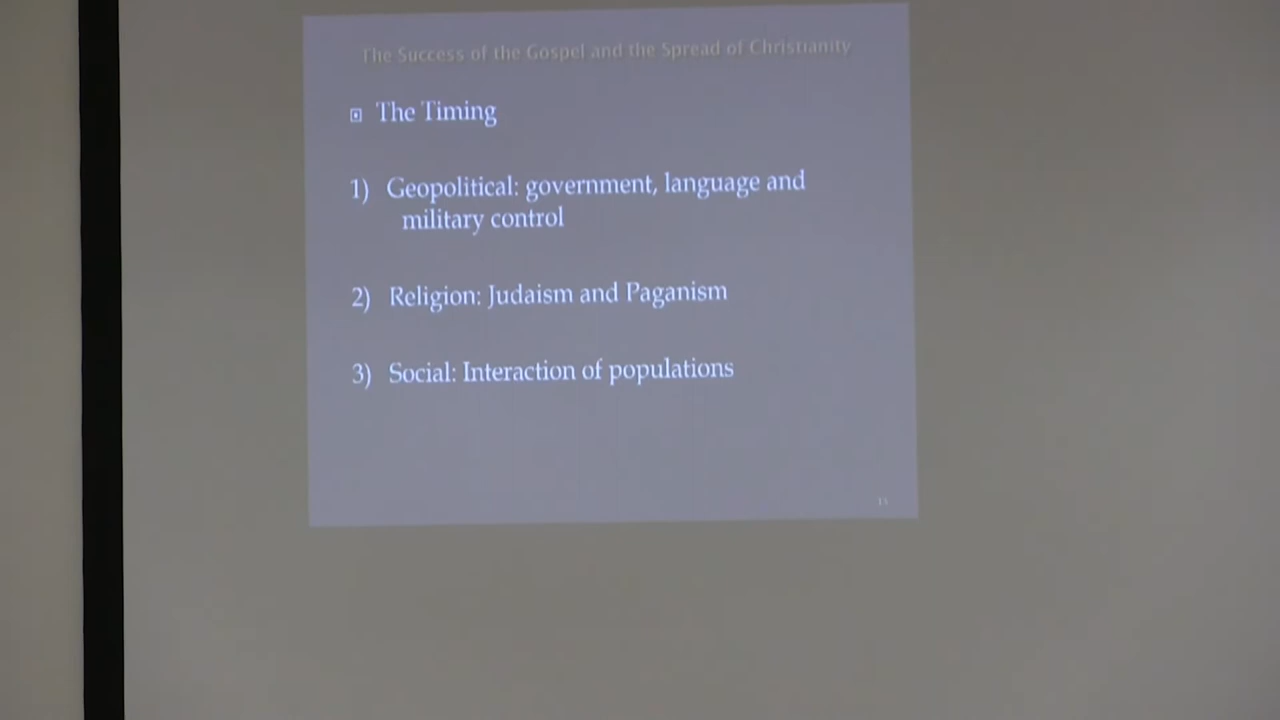 The Success of the Gospel and the Spread of Christianity
The Timing
1) Geopolitical: government, language and
military control
2) Religion: Judaism and Paganism
3) Social: Interaction of populations